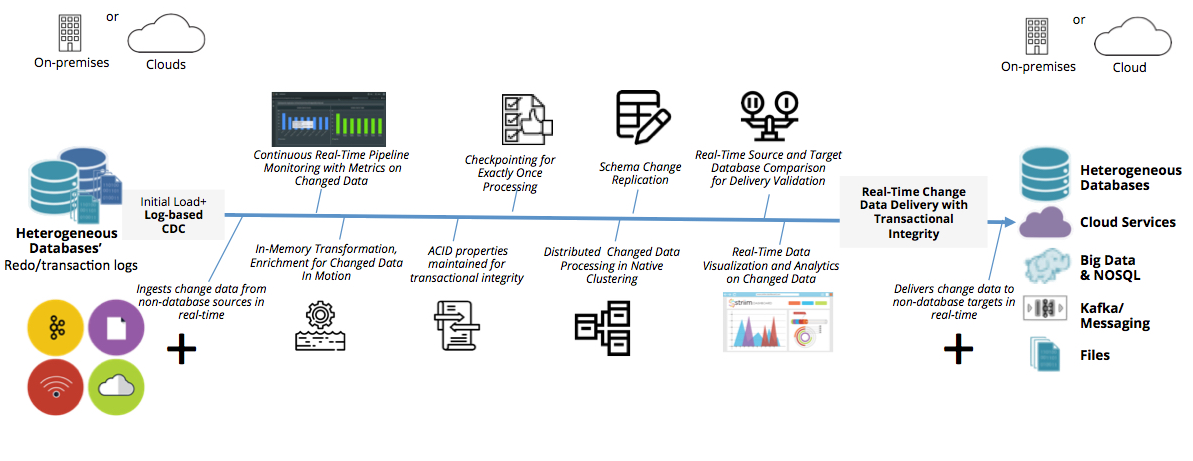 or
On-premises
Clouds
or
On-premises
Cloud
Continuous Real-Time Pipeline
Monitoring with Metrics on
Changed Data
Checkpointing for
Exactly Once
Processing
Schema Change
Replication
Real-Time Source and Target
Database Comparison
for Delivery Validation
Initial Load+
Log-based
CDC
Heterogeneous
Databases’
Redo/transaction logs
Real-Time Change
Data Delivery with
Transactional
Integrity
Heterogeneous
Databases
Cloud Services
Big Data
& NOSQL
Kafka/
Messaging
Files
Ingests change data from
non-database sources in
real-time
In-Memory Transformation,
Enrichment for Changed Data
In Motion
ACID properties
maintained for
transactional integrity
Distributed Changed Data
Processing in Native
Clustering
Real-Time Data
Visualization and Analytics
on Changed Data
striim
Delivers change data to
non-database targets in
real-time